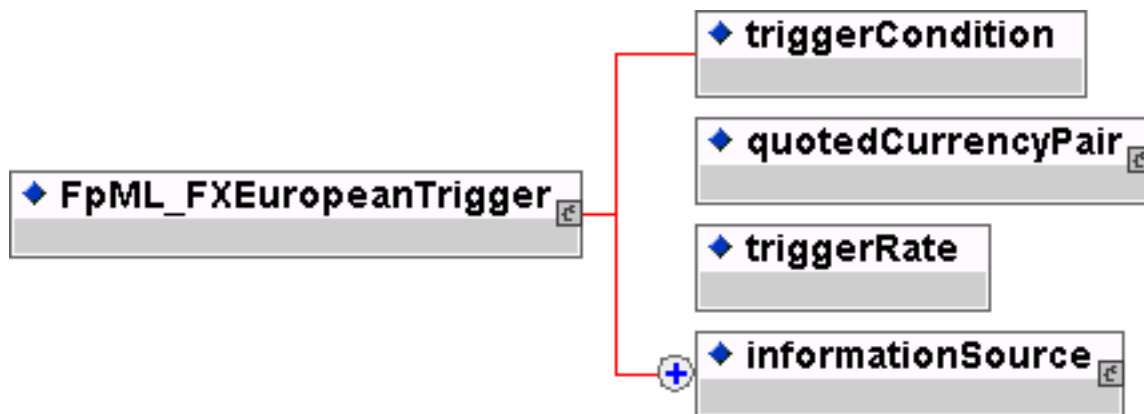 triggerCondition
quotedCurrencyPair
FpML_FXEuropeanTrigger
triggerRate
informationSource